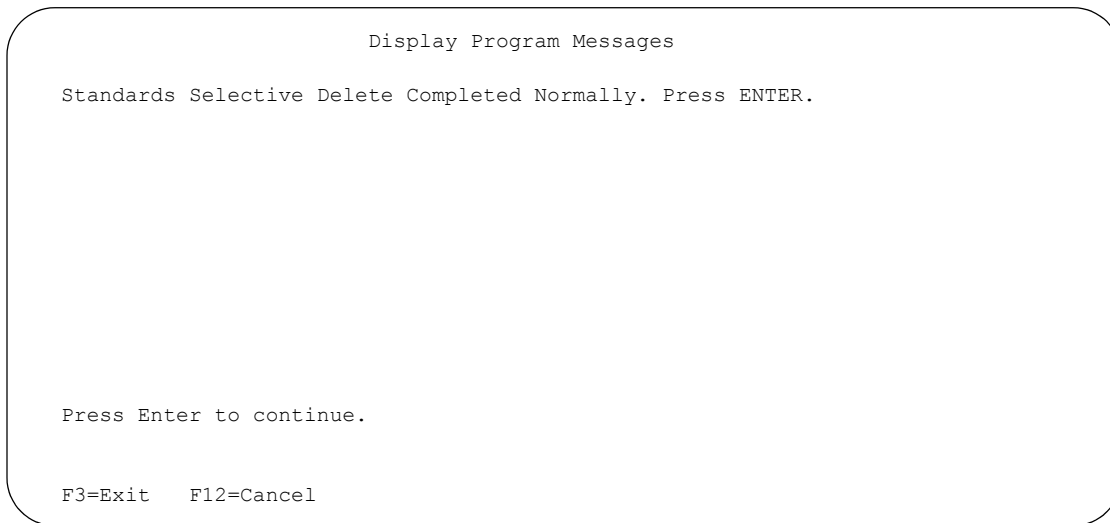 Display Program Messages
Standards Selective Delete Completed Normally. Press ENTER.
Press Enter to continue.
F3=Exit   F12=Cancel